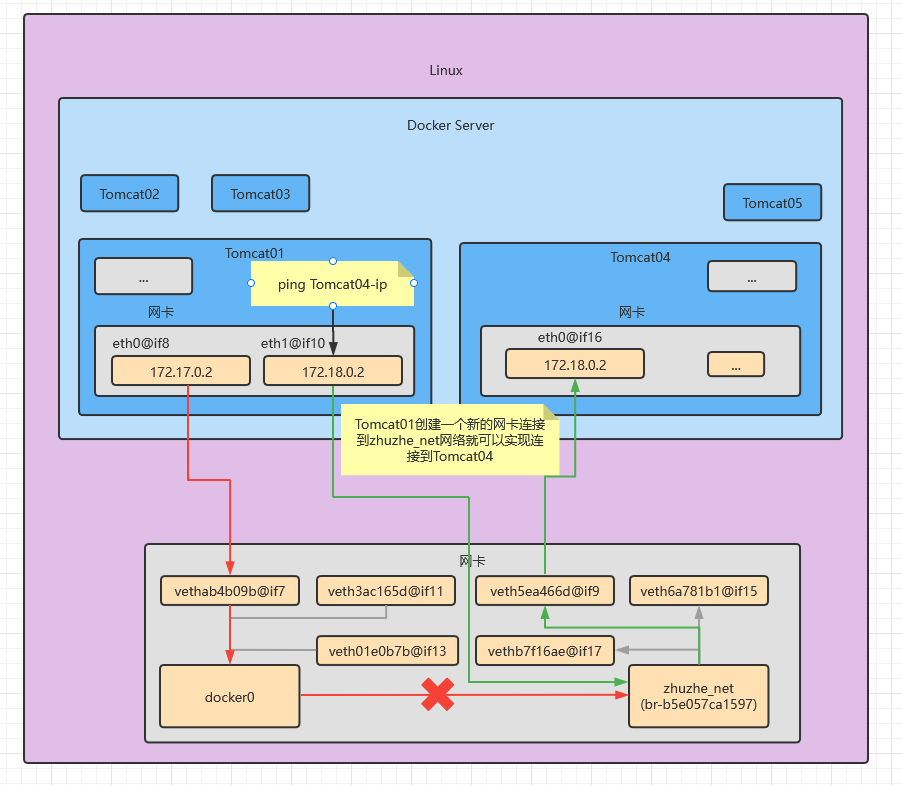 Linux
Docker Server
Tomcat02
Tomcat03
Tomcat05
Tomcat01
...
ping Tomcat04-ip
网卡
eth0@if8
eth1@if10
172.17.0.2
172.18.0.2
Tomcat04
...
网卡
eth0@if16
172.18.0.2
...
Tomcat01创建一个新的网卡连接
到zhuzhe_net网络就可以实现连
接到Tomcat04
网卡
vethab4b09b@if7
veth3ac165d@if11
veth5ea466d@if9
veth6a781b1@if15
veth01e0b7b@if13
vethb7f16ae@if17
docker0
zhuzhe_net
(br-b5e057ca1597)